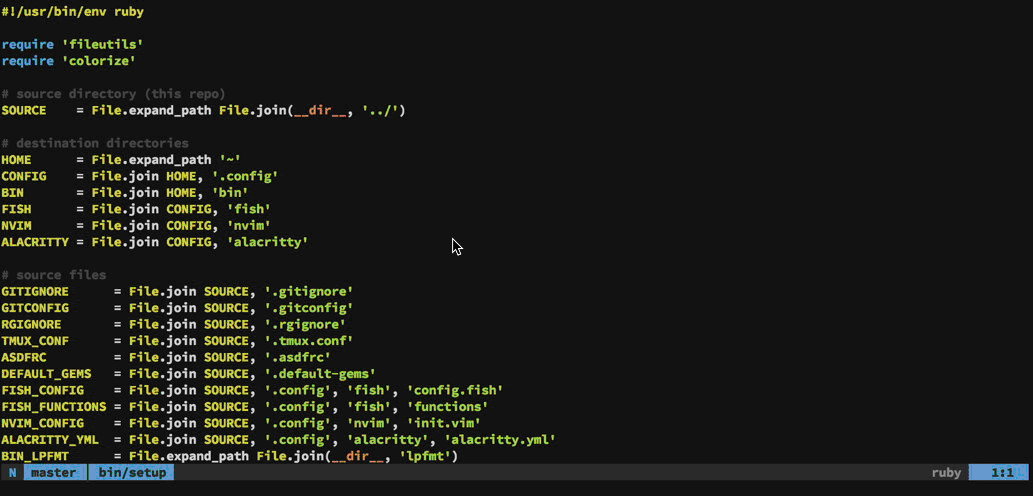 #!/usr/bin/env ruby
require 'fileutils'
require 'colorize'
# source directory (this repo)
SOURCE    = File.expand_path File.join(__dir__, '../')
# destination directories
HOME      = File.expand_path '~'
CONFIG    = File.join HOME, '.config'
BIN       = File.join HOME, 'bin'
FISH      = File.join CONFIG, 'fish'
NVIM      = File.join CONFIG, 'nvim'
ALACRITTY = File.join CONFIG, 'alacritty'
# source files
GITIGNORE      = File.join SOURCE, '.gitignore'
GITCONFIG      = File.join SOURCE, '.gitconfig'
RGIGNORE       = File.join SOURCE, '.rgignore'
TMUX_CONF      = File.join SOURCE, '.tmux.conf'
ASDFRC         = File.join SOURCE, '.asdfrc'
DEFAULT_GEMS   = File.join SOURCE, '.default-gems'
FISH_CONFIG    = File.join SOURCE, '.config', 'fish', 'config.fish'
FISH_FUNCTIONS = File.join SOURCE, '.config', 'fish', 'functions'
NVIM_CONFIG    = File.join SOURCE, '.config', 'nvim', 'init.vim'
ALACRITTY_YML  = File.join SOURCE, '.config', 'alacritty', 'alacritty.yml'
BIN_LPFMT      = File.expand_path File.join(__dir__, 'lpfmt')
N master bin/setup ruby 1:1